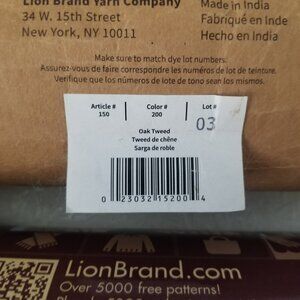 Lion Brand Yarn Company
34 W. 15th Street
New York, NY 10011
Made in India
Fabriqué en Inde
Hecho en India
Make sure to match dye lot numbers.
Assurez-vous de faire correspondre les numéros de lot de teinture.
Verifique que los números de lote de tono sean los mismos.
Article # Color # Lot #
150 200 03
Oak Tweed
Tweed de chêne
Sarga de roble
0 23032 15200 4
LionBrand.com
Over 5000 free patterns!